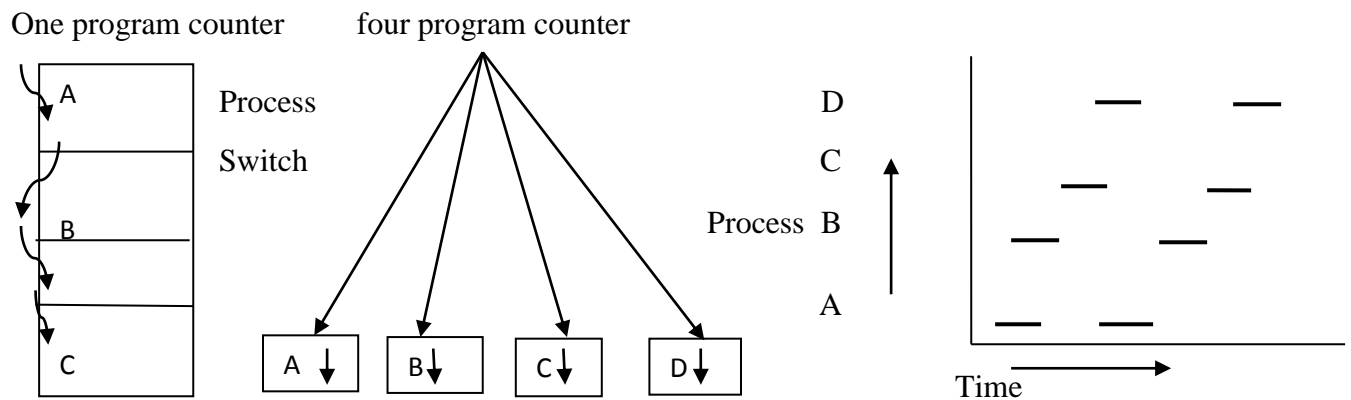 One program counter
four program counter
A
Process
Switch
B
C
A
B
C
D
D
C
Process B
A
Time